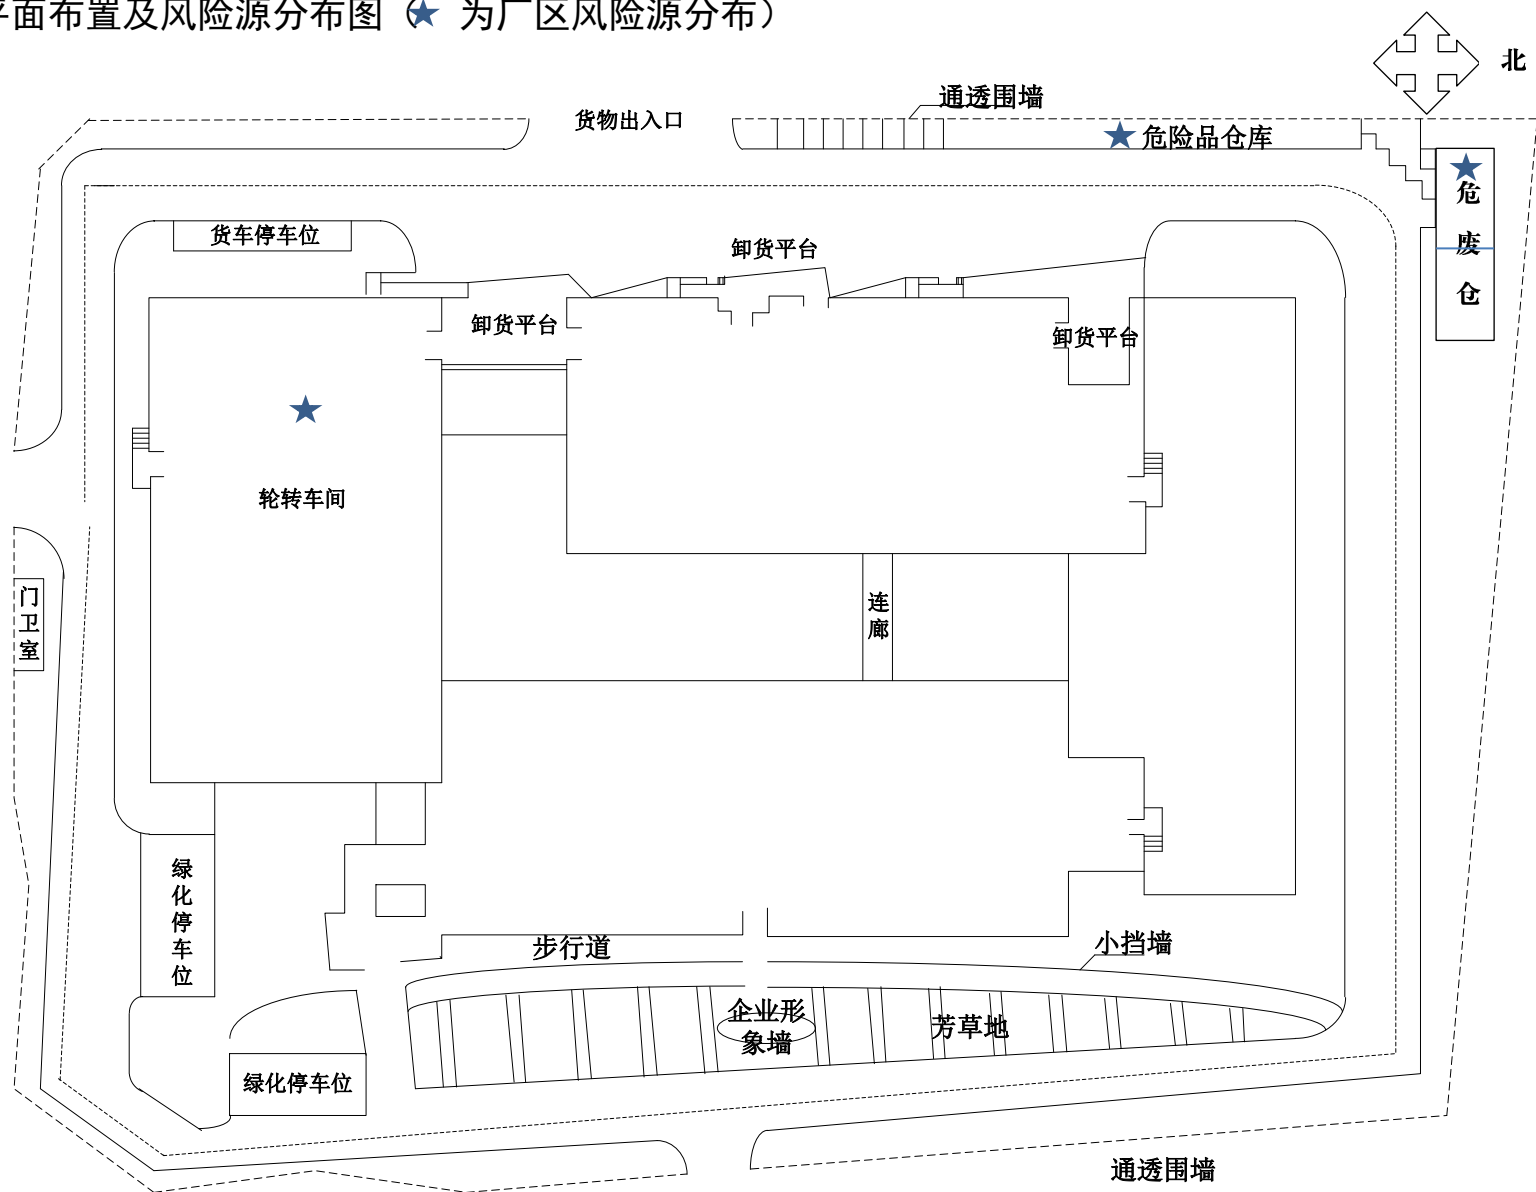 平面布置及风险源分布图（★ 为厂区风险源分布）
北
通透围墙
货物出入口
★危险品仓库
★
危
废
仓
货车停车位
卸货平台
卸货平台
卸货平台
★
轮转车间
门
卫
室
连
廊
绿
化
停
车
位
步行道
小挡墙
企业形
象墙
芳草地
绿化停车位
通透围墙